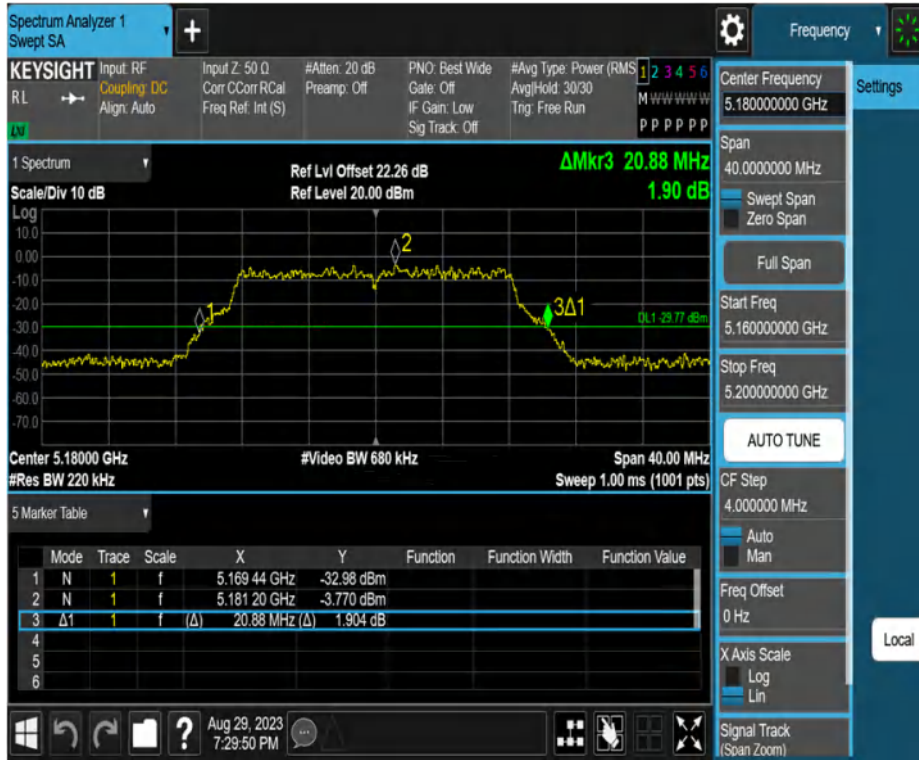 Spectrum Analyzer 1
Swept SA
+
Frequency
KEYSIGHT
RL
LXI
Input: RF
Coupling: DC
Align: Auto
Input Z: 50 Ω
Corr CCorr RCal
Freq Ref: Int (S)
#Atten: 20 dB
Preamp: Off
PNO: Best Wide
Gate: Off
IF Gain: Low
Sig Track: Off
#Avg Type: Power (RMS
Avg|Hold: 30/30
Trig: Free Run
1 2 3 4 5 6
M W W W W W
P P P P P P
1 Spectrum
Scale/Div 10 dB
Ref Lvl Offset 22.26 dB
Ref Level 20.00 dBm
ΔMkr3 20.88 MHz
1.90 dB
Log
10.0
0.00
-10.0
-20.0
-30.0
-40.0
-50.0
-60.0
-70.0
1
2
3Δ1
DL1 -29.77 dBm
Center 5.18000 GHz
#Video BW 680 kHz
Span 40.00 MHz
#Res BW 220 kHz
Sweep 1.00 ms (1001 pts)
5 Marker Table
Mode Trace Scale X Y Function Function Width Function Value
1 N 1 f 5.169 44 GHz -32.98 dBm
2 N 1 f 5.181 20 GHz -3.770 dBm
3 Δ1 1 f (Δ) 20.88 MHz (Δ) 1.904 dB
4
5
6
Aug 29, 2023
7:29:50 PM
?
Center Frequency
5.180000000 GHz
Span
40.0000000 MHz
Swept Span
Zero Span
Full Span
Start Freq
5.160000000 GHz
Stop Freq
5.200000000 GHz
AUTO TUNE
CF Step
4.000000 MHz
Auto
Man
Freq Offset
0 Hz
X Axis Scale
Log
Lin
Signal Track
(Span Zoom)
Settings
Local